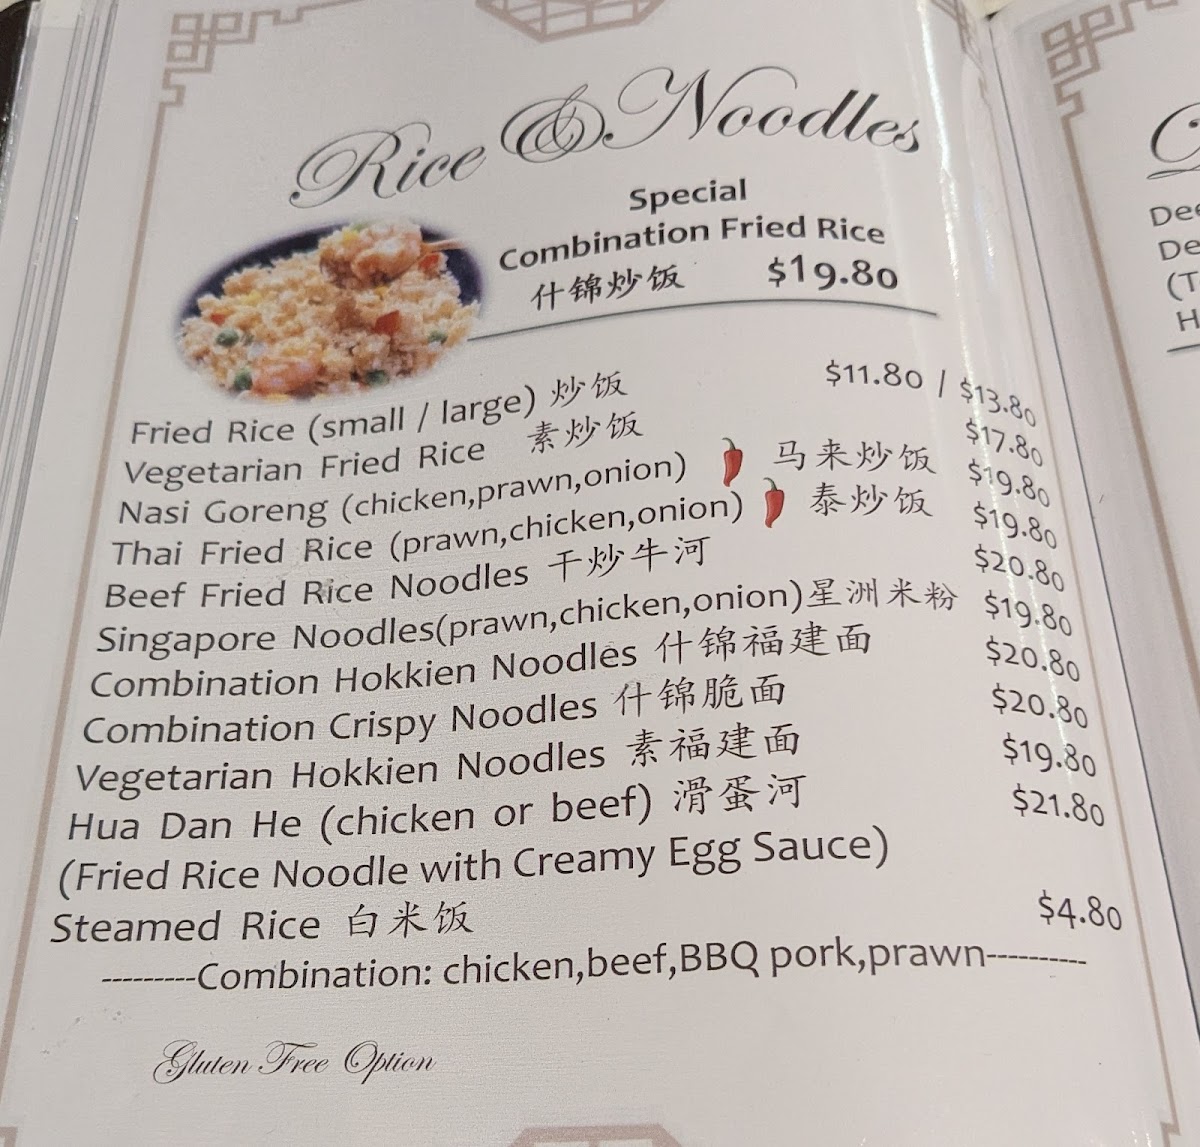 Rice & Noodles
Special
Combination Fried Rice
什锦炒饭 $19.80
Fried Rice (small / large) 炒饭 $11.80 / $13.80
Vegetarian Fried Rice 素炒饭 $17.80
Nasi Goreng (chicken,prawn,onion) 马来炒饭 $19.80
Thai Fried Rice (prawn,chicken,onion) 泰炒饭 $19.80
Beef Fried Rice Noodles 干炒牛河 $20.80
Singapore Noodles(prawn,chicken,onion)星洲米粉 $19.80
Combination Hokkien Noodles 什锦福建面 $20.80
Combination Crispy Noodles 什锦脆面 $20.80
Vegetarian Hokkien Noodles 素福建面 $19.80
Hua Dan He (chicken or beef) 滑蛋河 $21.80
(Fried Rice Noodle with Creamy Egg Sauce)
Steamed Rice 白米饭 $4.80
---------Combination: chicken,beef,BBQ pork,prawn----------
Gluten Free Option